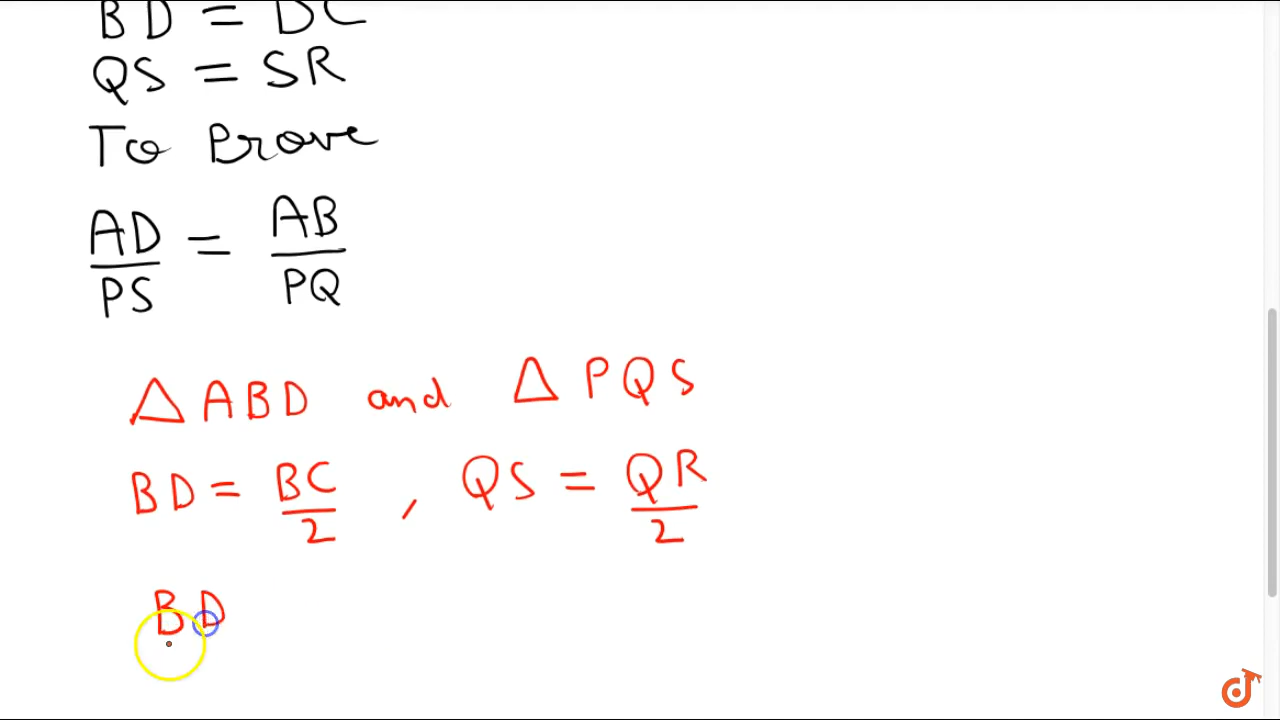 BD = DC
QS = SR
To Prove
AD/PS = AB/PQ
△ ABD and △ PQS
BD = BC/2 , QS = QR/2
BD